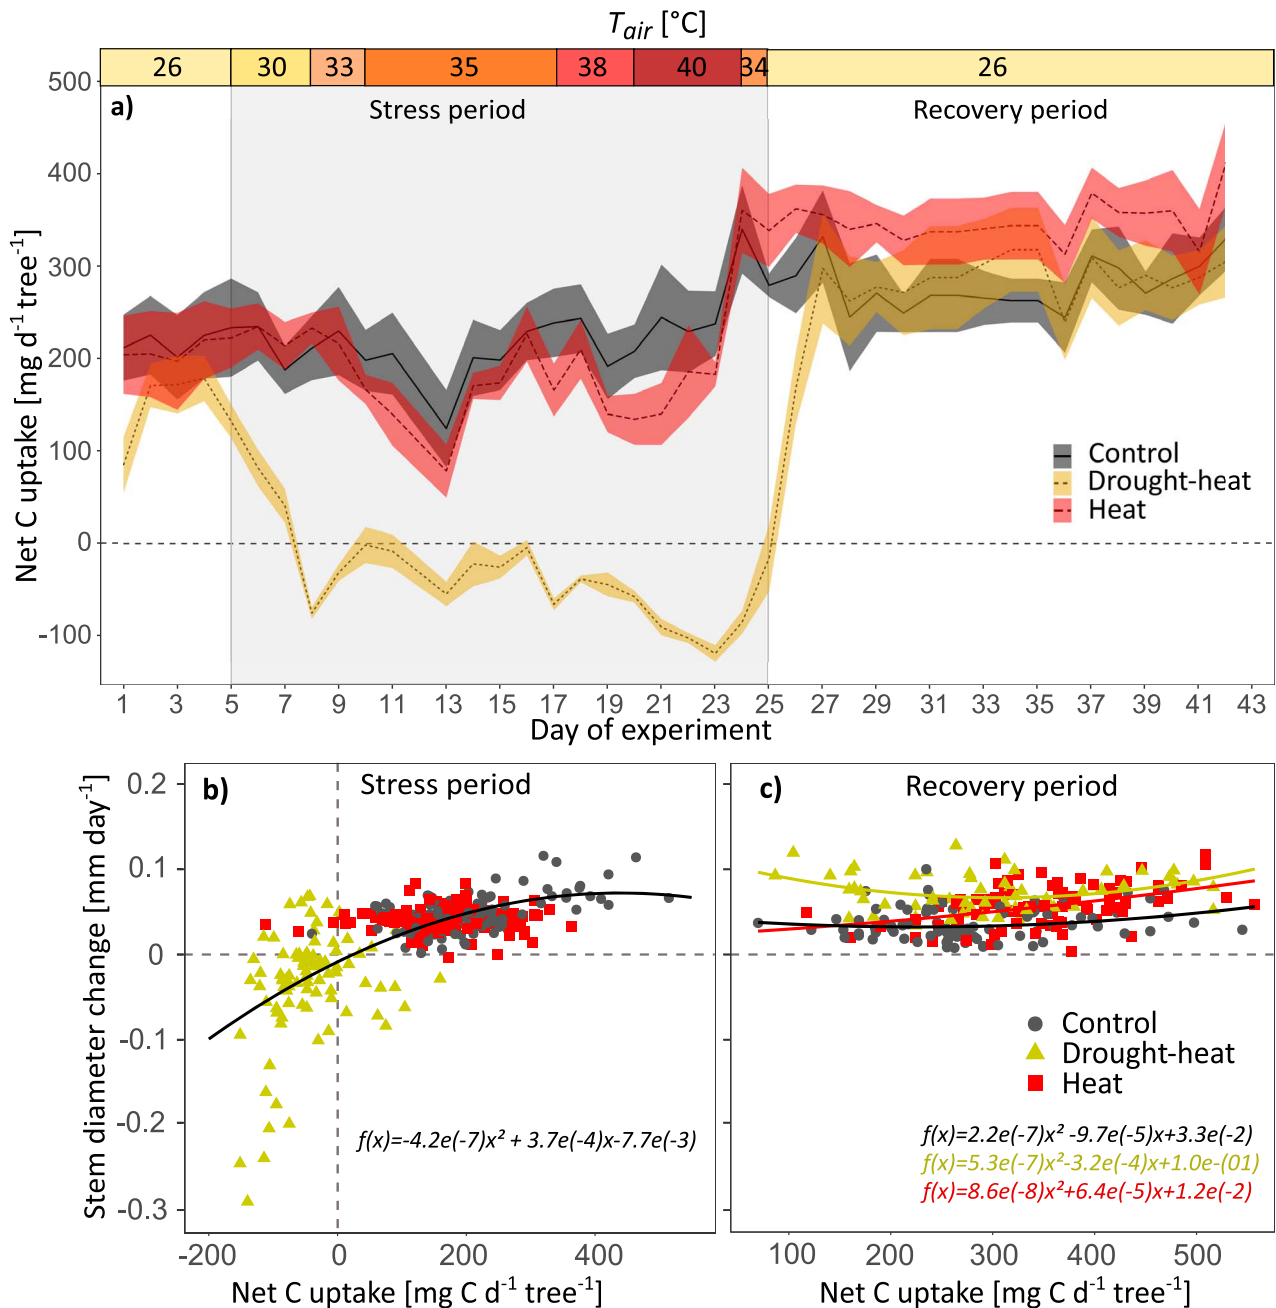 T_air [°C]
26 30 33 35 38 40 34 26
a) Stress period Recovery period
Net C uptake [mg d⁻¹ tree⁻¹]
500
400
300
200
100
0
-100
Control
Drought-heat
Heat
1 3 5 7 9 11 13 15 17 19 21 23 25 27 29 31 33 35 37 39 41 43
Day of experiment
b) Stress period
Stem diameter change [mm day⁻¹]
0.2
0.1
0
-0.1
-0.2
-0.3
f(x)=-4.2e(-7)x² + 3.7e(-4)x-7.7e(-3)
-200 0 200 400
Net C uptake [mg C d⁻¹ tree⁻¹]
c) Recovery period
Control
Drought-heat
Heat
f(x)=2.2e(-7)x² -9.7e(-5)x+3.3e(-2)
f(x)=5.3e(-7)x²-3.2e(-4)x+1.0e-(01)
f(x)=8.6e(-8)x²+6.4e(-5)x+1.2e(-2)
100 200 300 400 500
Net C uptake [mg C d⁻¹ tree⁻¹]